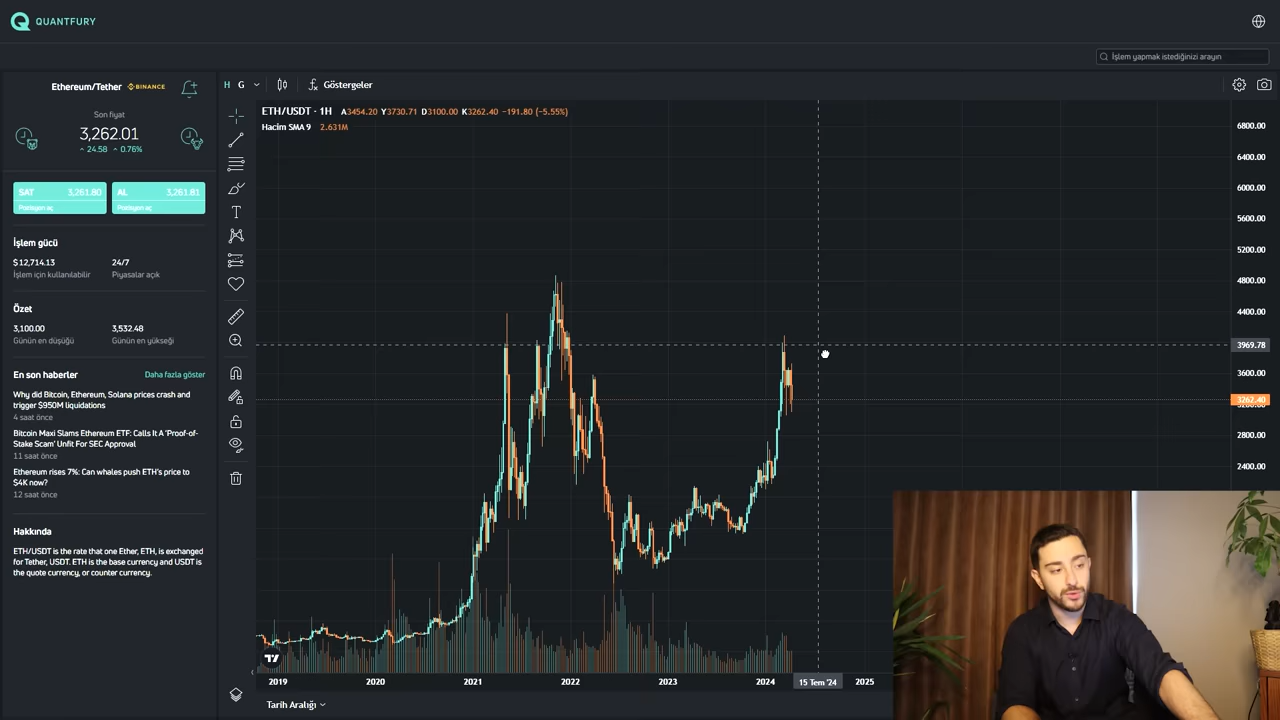 QUANTFURY
İşlem yapmak istediğinizi arayın
Ethereum/Tether BINANCE
Son fiyat
3,262.01
24.58 0.76%
SAT 3,261.80
Pozisyon aç
AL 3,261.81
Pozisyon aç
İşlem gücü
$12,714.13
İşlem için kullanılabilir
24/7
Piyasalar açık
Özet
3,100.00
Günün en düşüğü
3,532.48
Günün en yükseği
En son haberler Daha fazla göster
Why did Bitcoin, Ethereum, Solana prices crash and
trigger $950M liquidations
4 saat önce
Bitcoin Maxi Slams Ethereum ETF: Calls It A 'Proof-of-
Stake Scam' Unfit For SEC Approval
11 saat önce
Ethereum rises 7%: Can whales push ETH's price to
$4K now?
12 saat önce
Hakkında
ETH/USDT is the rate that one Ether, ETH, is exchanged
for Tether, USDT. ETH is the base currency and USDT is
the quote currency, or counter currency.
H G Göstergeler
ETH/USDT · 1H A3454.20 Y3730.71 D3100.00 K3262.40 −191.80 (−5.55%)
Hacim SMA 9 2.631M
6800.00
6400.00
6000.00
5600.00
5200.00
4800.00
4400.00
3969.78
3600.00
3262.40
2800.00
2400.00
2019 2020 2021 2022 2023 2024 15 Tem '24 2025
Tarih Aralığı